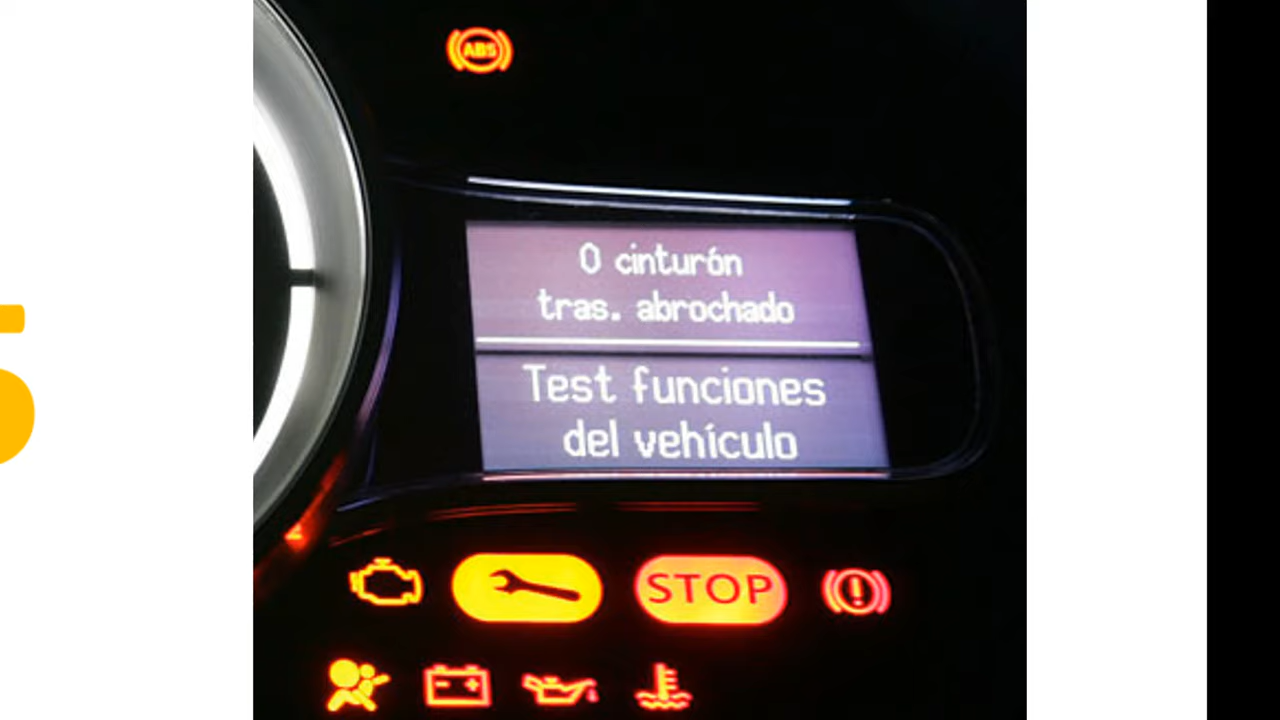 ABS
0 cinturón
tras. abrochado
Test funciones
del vehículo
STOP